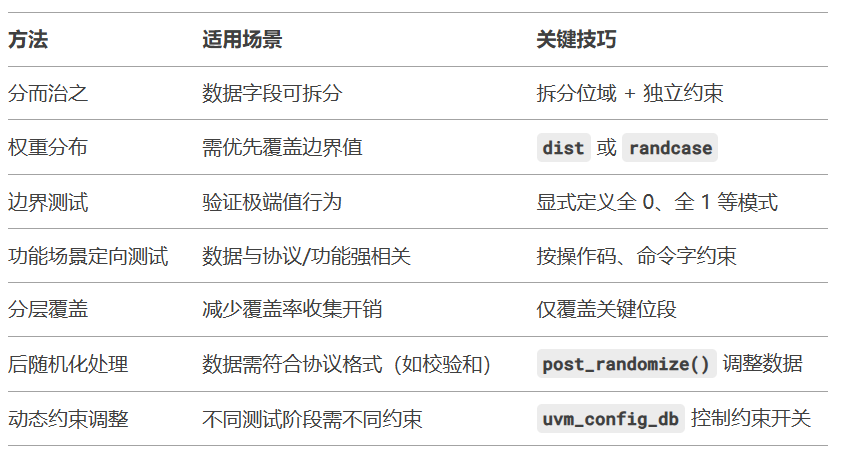 方法 适用场景 关键技巧
分而治之 数据字段可拆分 拆分位域 + 独立约束
权重分布 需优先覆盖边界值 dist 或 randcase
边界测试 验证极端值行为 显式定义全 0、全 1 等模式
功能场景定向测试 数据与协议/功能强相关 按操作码、命令字约束
分层覆盖 减少覆盖率收集开销 仅覆盖关键位段
后随机化处理 数据需符合协议格式（如校验和） post_randomize() 调整数据
动态约束调整 不同测试阶段需不同约束 uvm_config_db 控制约束开关